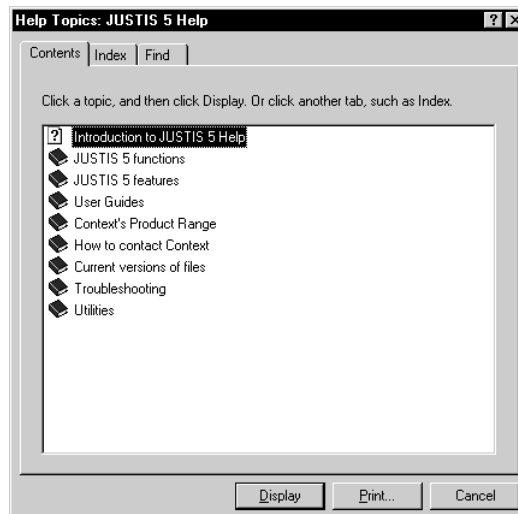 Help Topics: JUSTIS 5 Help
Contents Index Find
Click a topic, and then click Display. Or click another tab, such as Index.
Introduction to JUSTIS 5 Help
JUSTIS 5 functions
JUSTIS 5 features
User Guides
Context's Product Range
How to contact Context
Current versions of files
Troubleshooting
Utilities
Display Print... Cancel